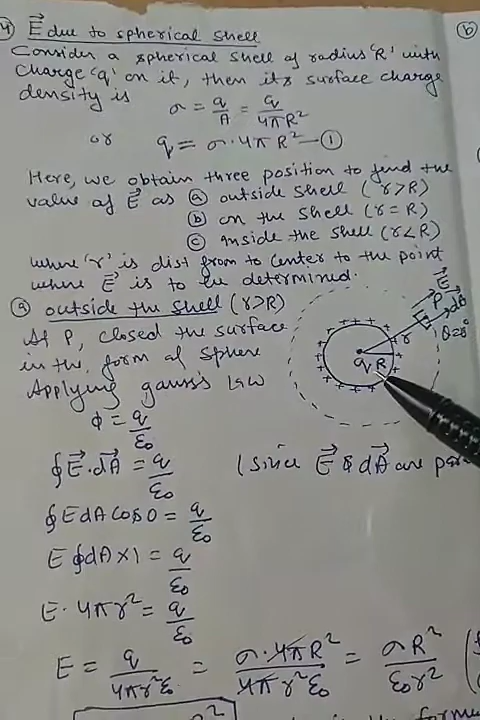 4) E⃗ due to spherical shell
Consider a spherical shell of radius 'R' with
charge 'q' on it, then its surface charge
density is
σ = q/A = q/4πR²
or q = σ·4πR² —①
Here, we obtain three position to find the
value of E⃗ as ⓐ outside shell (r>R)
ⓑ on the shell (r=R)
ⓒ inside the shell (r<R)
where 'r' is dist from to center to the point
where E⃗ is to be determined.
ⓐ outside the shell (r>R)
At P, closed the surface
in the form of sphere
Applying gauss's law
ϕ = q/ε₀
∮E⃗·dA⃗ = q/ε₀ (since E⃗ & dA⃗ are par
∮EdA cos0 = q/ε₀
E∮dA×1 = q/ε₀
E·4πr² = q/ε₀
E = q/4πr²ε₀ = σ·4πR²/4πr²ε₀ = σR²/ε₀r²
ⓑ
E⃗
P
dA⃗
θ=0°
r
q
R